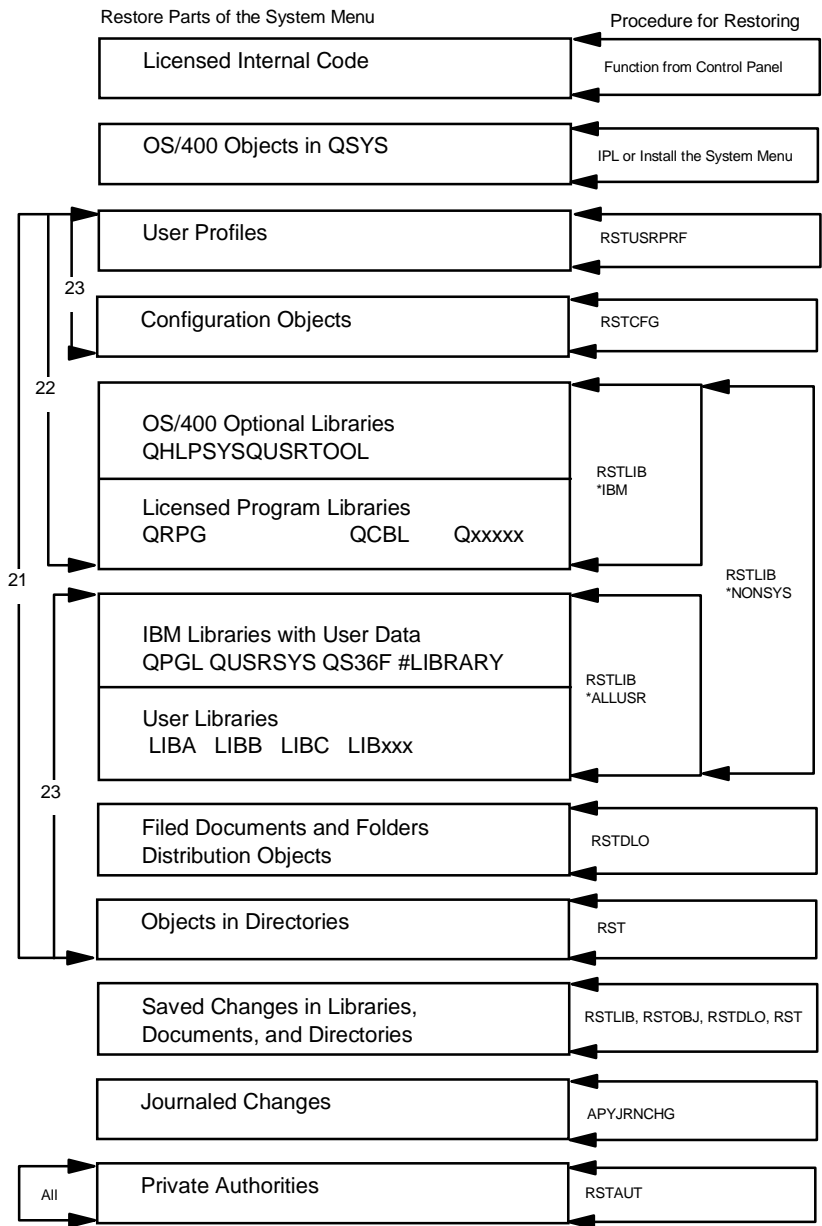 Restore Parts of the System Menu
Procedure for Restoring
Licensed Internal Code
Function from Control Panel
OS/400 Objects in QSYS
IPL or Install the System Menu
User Profiles
RSTUSRPRF
23
Configuration Objects
RSTCFG
22
OS/400 Optional Libraries
QHLPSYSQUSRTOOL
RSTLIB
*IBM
Licensed Program Libraries
QRPG QCBL Qxxxxx
21
RSTLIB
*NONSYS
IBM Libraries with User Data
QPGL QUSRSYS QS36F #LIBRARY
RSTLIB
*ALLUSR
User Libraries
LIBA LIBB LIBC LIBxxx
23
Filed Documents and Folders
Distribution Objects
RSTDLO
Objects in Directories
RST
Saved Changes in Libraries,
Documents, and Directories
RSTLIB, RSTOBJ, RSTDLO, RST
Journaled Changes
APYJRNCHG
All
Private Authorities
RSTAUT